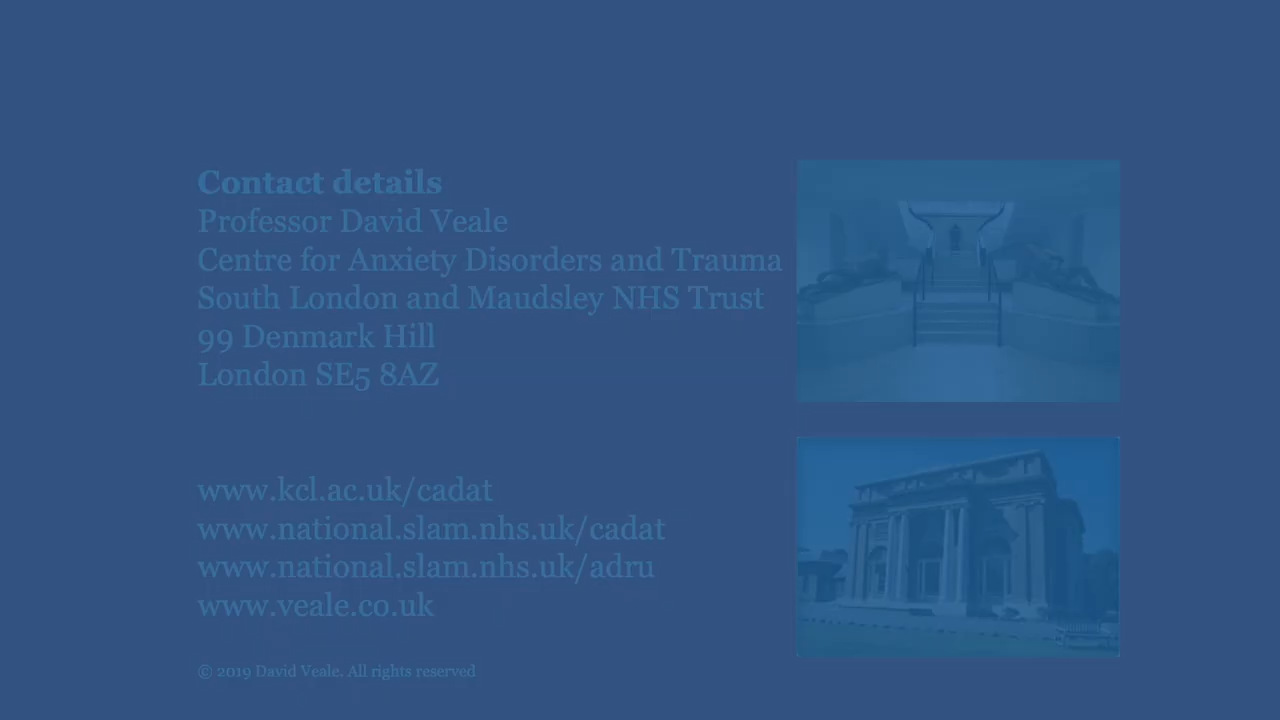 Contact details
Professor David Veale
Centre for Anxiety Disorders and Trauma
South London and Maudsley NHS Trust
99 Denmark Hill
London SE5 8AZ
www.kcl.ac.uk/cadat
www.national.slam.nhs.uk/cadat
www.national.slam.nhs.uk/adru
www.veale.co.uk
© 2019 David Veale. All rights reserved